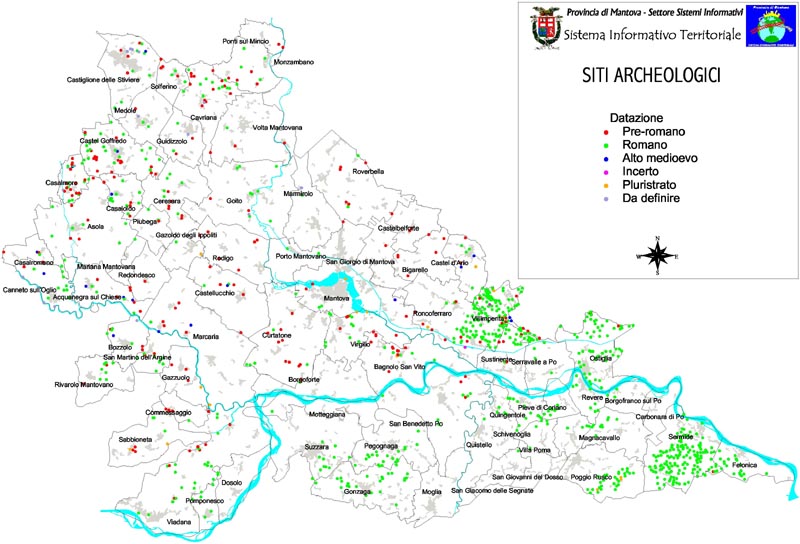 Provincia di Mantova - Settore Sistemi Informativi
Sistema Informativo Territoriale
SITI ARCHEOLOGICI
Datazione
Pre-romano
Romano
Alto medioevo
Incerto
Pluristrato
Da definire
N
W E
S
Ponti sul Mincio
Monzambano
Castiglione delle Stiviere
Solferino
Cavriana
Medole
Volta Mantovana
Castel Goffredo
Guidizzolo
Roverbella
Casalmoro
Casaloldo
Ceresara
Goito
Marmirolo
Piubega
Asola
Gazoldo degli Ippoliti
Castelbelforte
Rodigo
Porto Mantovano
San Giorgio di Mantova
Casalromano
Mariana Mantovana
Redondesco
Bigarello
Castel d'Ario
Canneto sull'Oglio
Acquanegra sul Chiese
Castellucchio
Mantova
Roncoferraro
Villimpenta
Marcaria
Curtatone
Virgilio
Bozzolo
San Martino dell'Argine
Sustinente
Serravalle a Po
Ostiglia
Bagnolo San Vito
Rivarolo Mantovano
Gazzuolo
Borgoforte
Revere
Borgofranco sul Po
Commessaggio
Motteggiana
Quingentole
Pieve di Coriano
Carbonara di Po
San Benedetto Po
Schivenoglia
Magnacavallo
Sermide
Sabbioneta
Suzzara
Pegognaga
Quistello
Villa Poma
Felonica
Dosolo
San Giovanni del Dosso
Poggio Rusco
Pomponesco
Gonzaga
Moglia
San Giacomo delle Segnate
Viadana